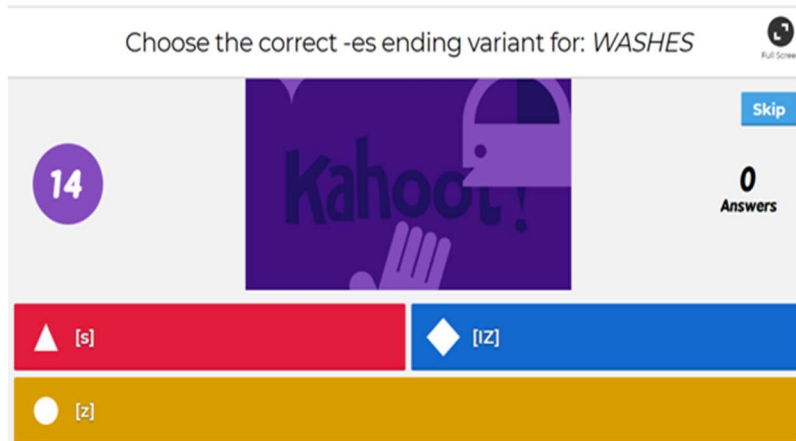 Choose the correct -es ending variant for: WASHES
Full Scree
Skip
Kahoot!
14
0
Answers
[s]
[IZ]
[z]